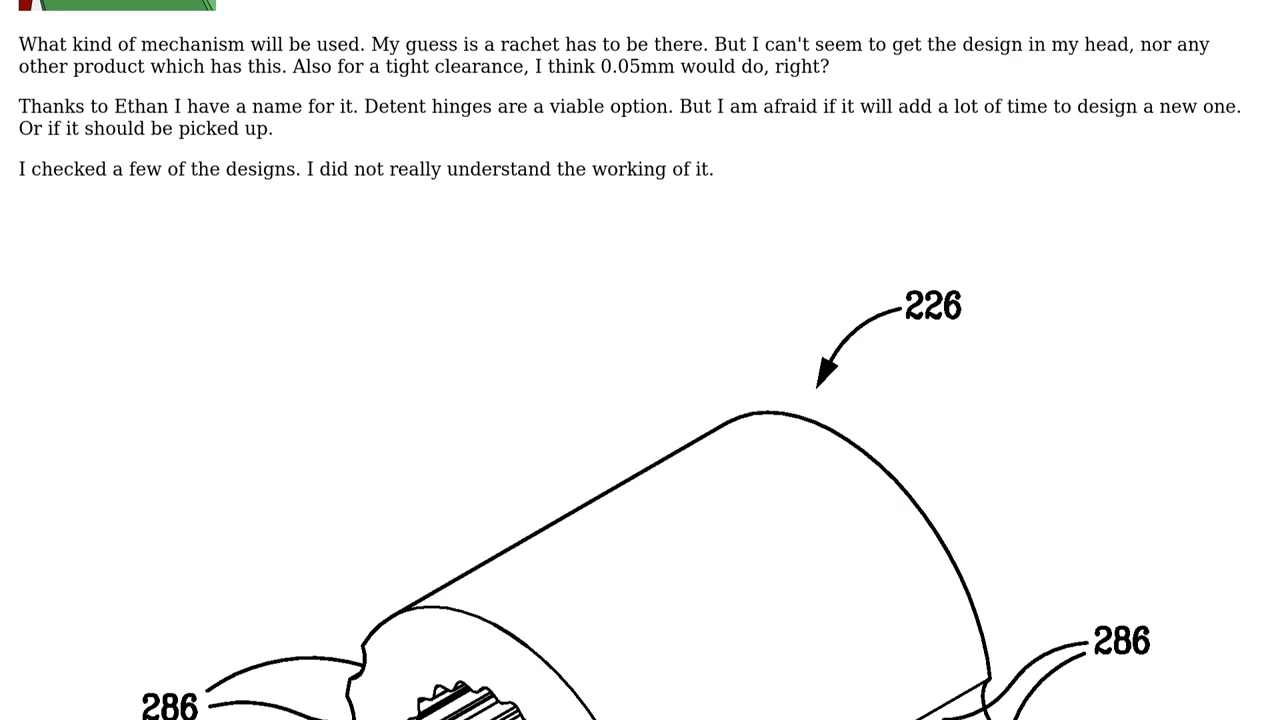 What kind of mechanism will be used. My guess is a rachet has to be there. But I can't seem to get the design in my head, nor any
other product which has this. Also for a tight clearance, I think 0.05mm would do, right?
Thanks to Ethan I have a name for it. Detent hinges are a viable option. But I am afraid if it will add a lot of time to design a new one.
Or if it should be picked up.
I checked a few of the designs. I did not really understand the working of it.
226
286
286